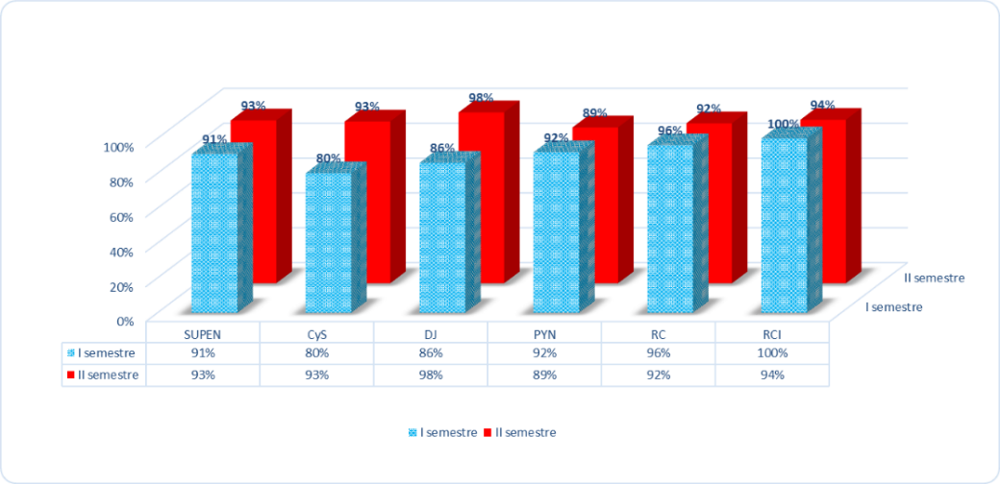 93% 93% 98% 89% 92% 94%
91% 80% 86% 92% 96% 100%
100%
80%
60%
40%
20%
0%
II semestre
I semestre
SUPEN CyS DJ PYN RC RCI
I semestre 91% 80% 86% 92% 96% 100%
II semestre 93% 93% 98% 89% 92% 94%
I semestre II semestre